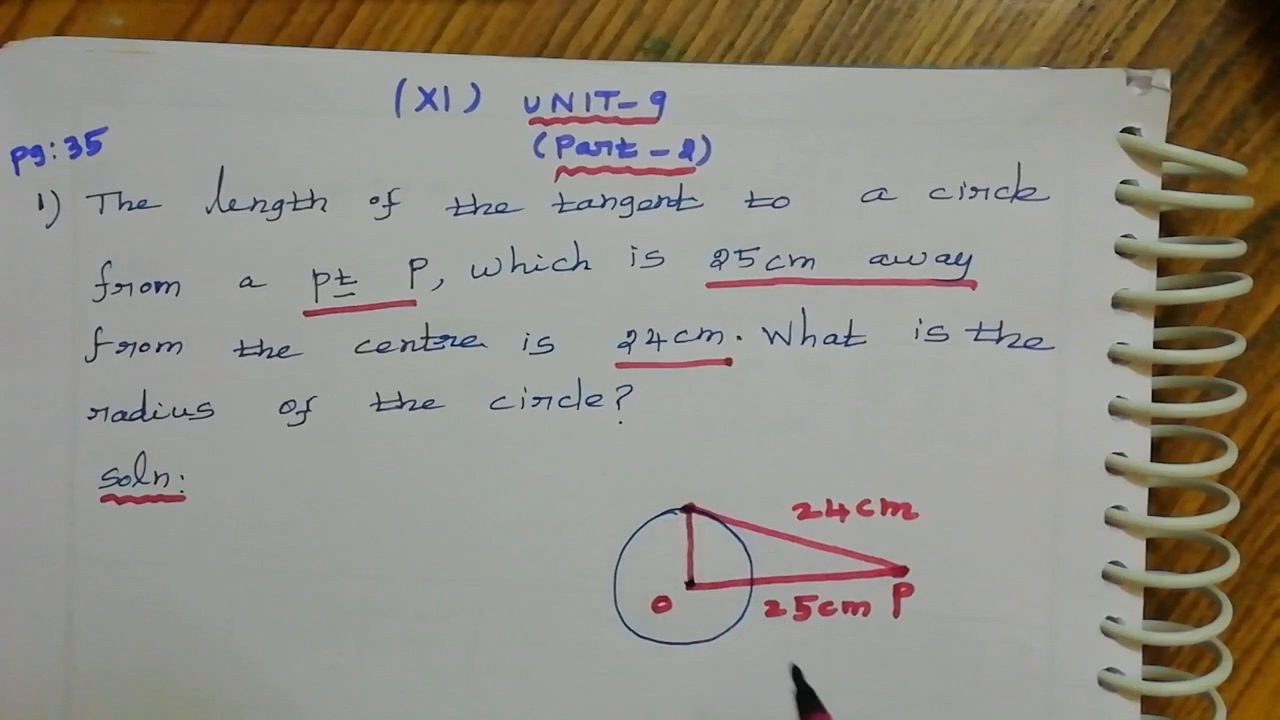 (XI) UNIT-9
(Part-2)
pg:35
1) The length of the tangent to a circle
from a pt P, which is 25cm away
from the centre is 24cm. What is the
radius of the circle?
soln:
24cm
O
25cm P